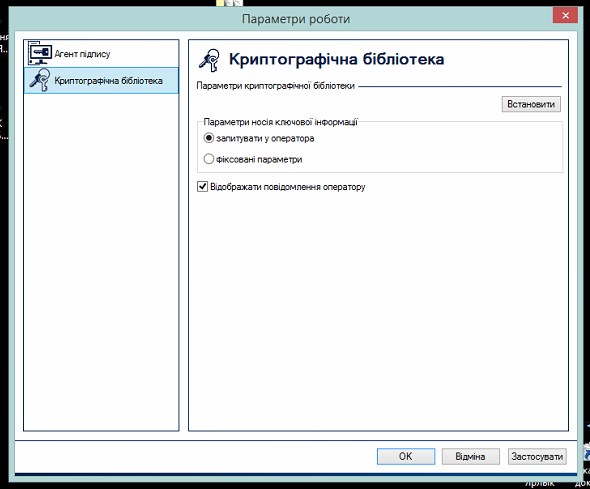 Параметри роботи
Агент підпису
Криптографічна бібліотека
Криптографічна бібліотека
Параметри криптографічної бібліотеки
Встановити
Параметри носія ключової інформації
запитувати у оператора
фіксовані параметри
Відображати повідомлення оператору
OK
Відміна
Застосувати
Ярлык